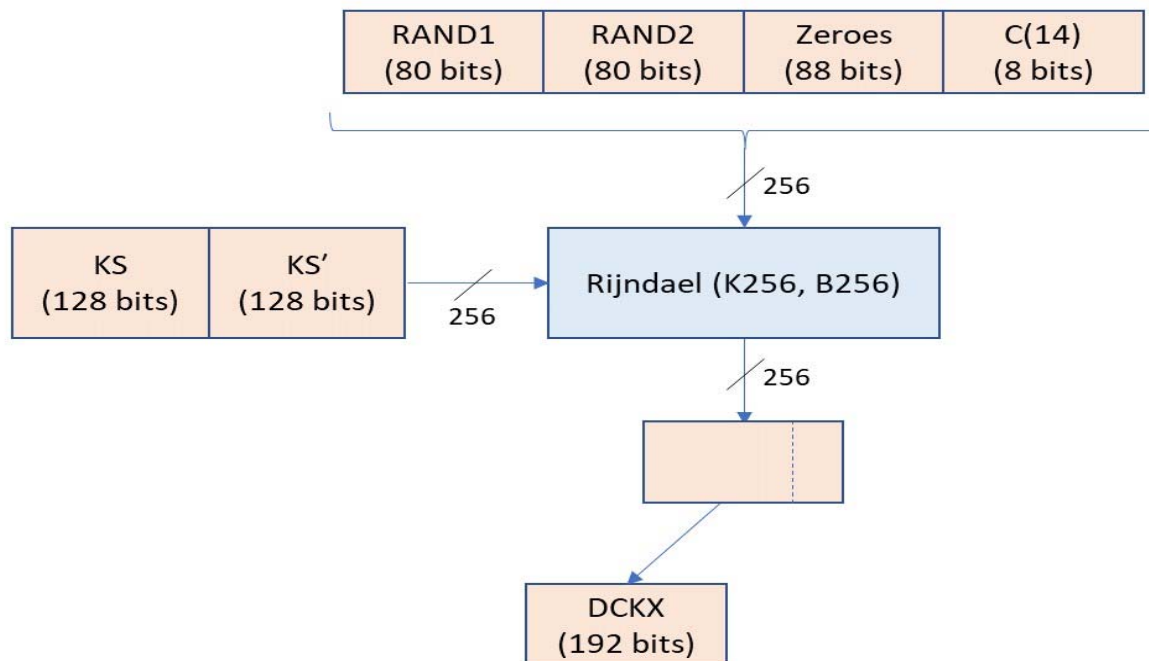 RAND1
(80 bits)
RAND2
(80 bits)
Zeroes
(88 bits)
C(14)
(8 bits)
256
KS
(128 bits)
KS′
(128 bits)
256
Rijndael (K256, B256)
256
DCKX
(192 bits)